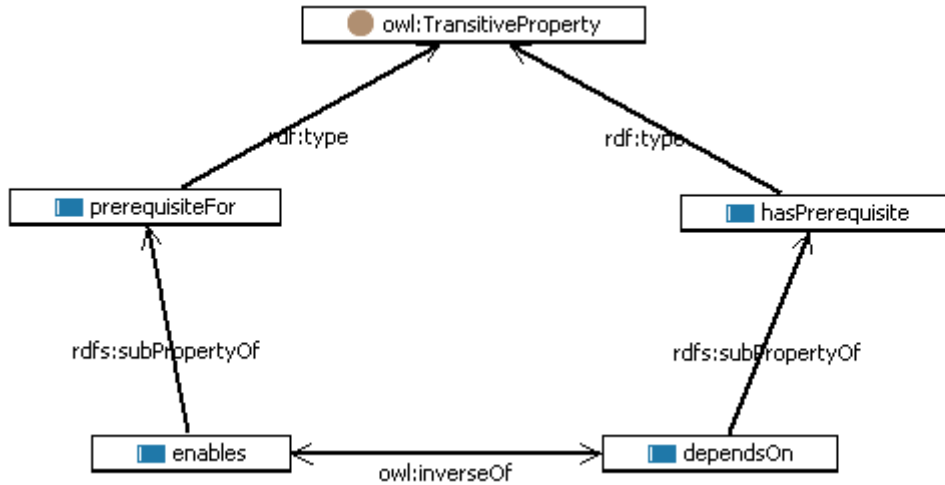 owl:TransitiveProperty
rdf:type
rdf:type
prerequisiteFor
hasPrerequisite
rdfs:subPropertyOf
rdfs:subPropertyOf
enables
dependsOn
owl:inverseOf